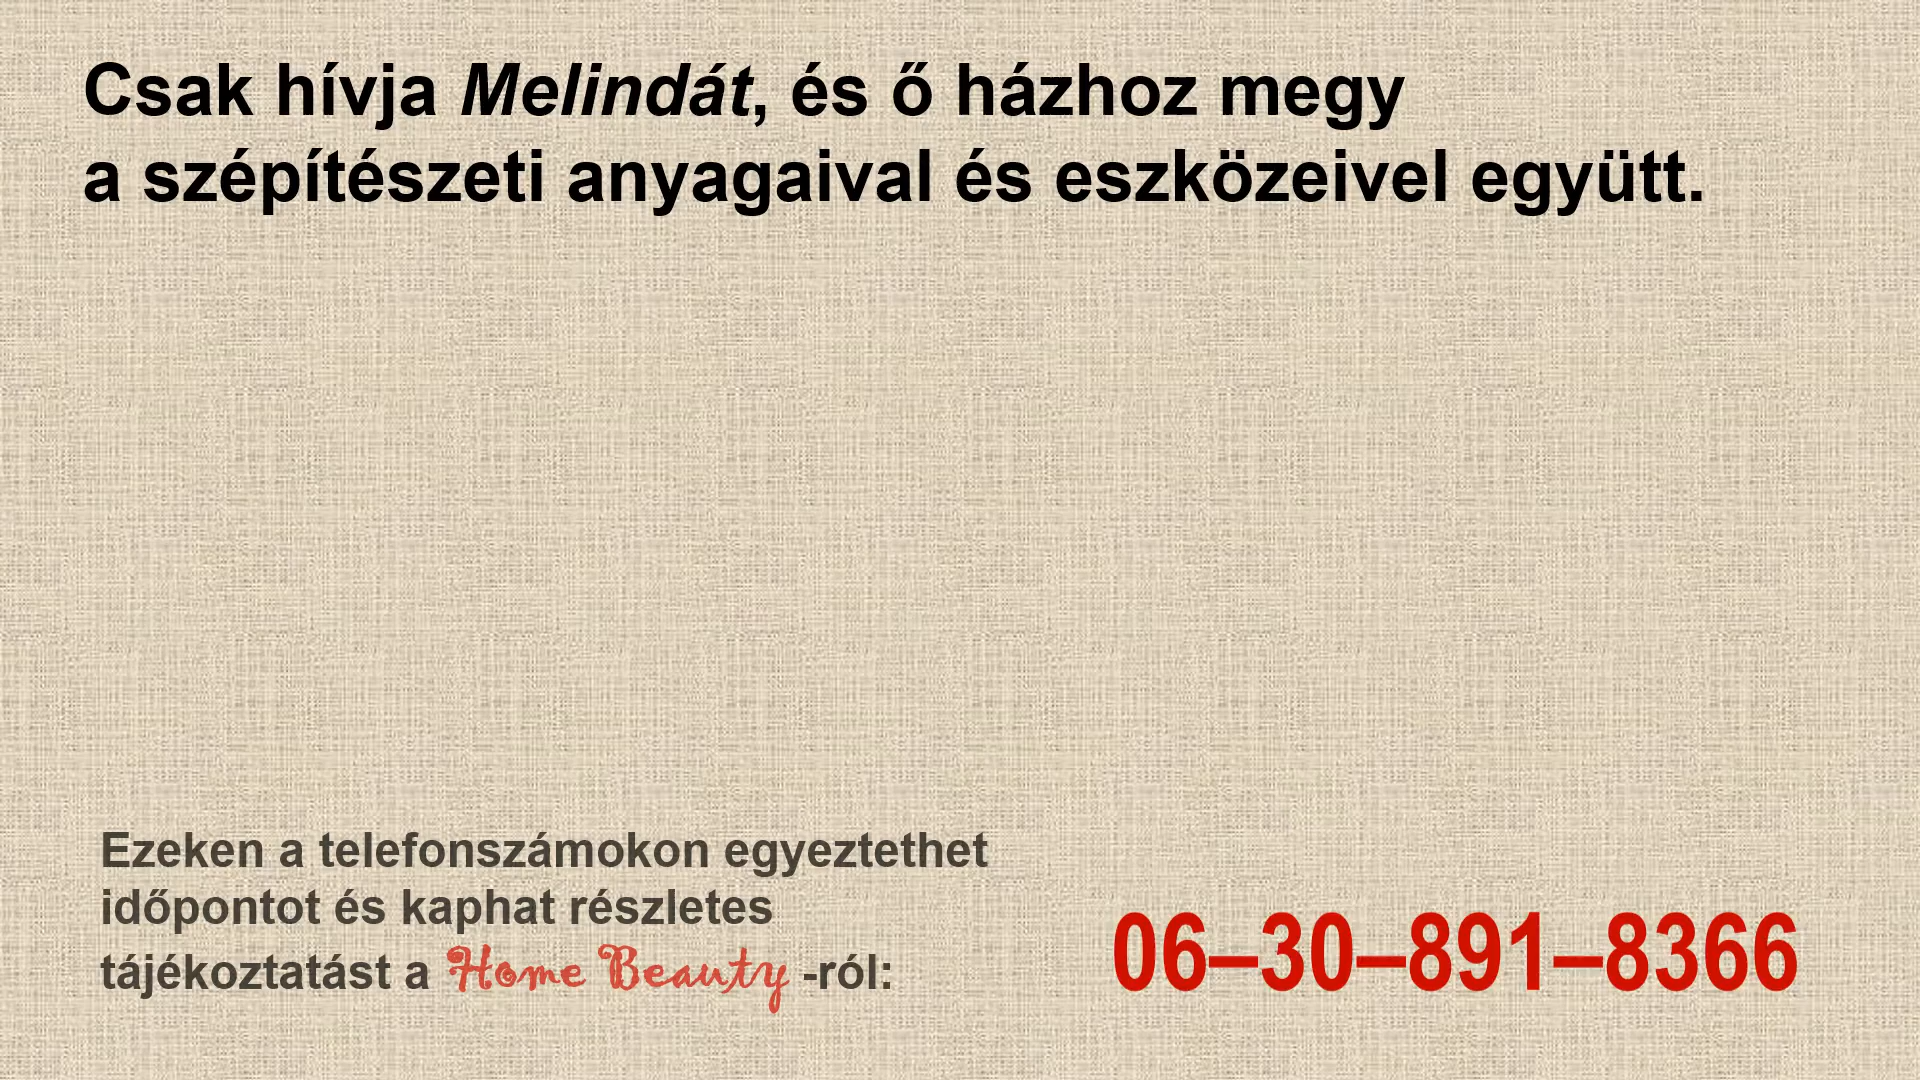 Csak hívja Melindát, és ő házhoz megy
a szépítészeti anyagaival és eszközeivel együtt.
Ezeken a telefonszámokon egyeztethet
időpontot és kaphat részletes
tájékoztatást a Home Beauty -ról:
06–30–891–8366